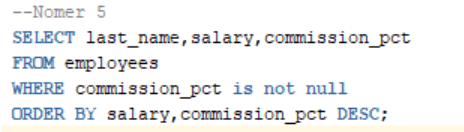 --Nomer 5
SELECT last_name,salary,commission_pct
FROM employees
WHERE commission_pct is not null
ORDER BY salary,commission_pct DESC;